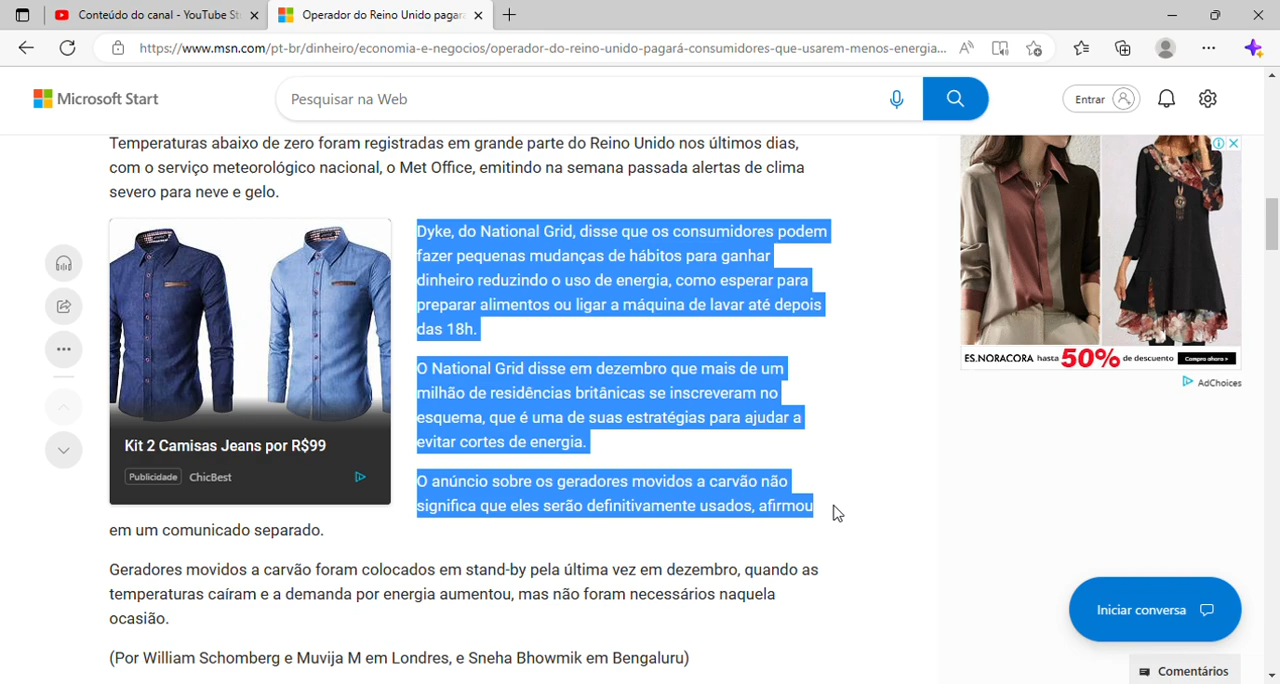 Conteúdo do canal - YouTube St
Operador do Reino Unido pagará
https://www.msn.com/pt-br/dinheiro/economia-e-negocios/operador-do-reino-unido-pagará-consumidores-que-usarem-menos-energia...
Microsoft Start
Pesquisar na Web
Entrar
Temperaturas abaixo de zero foram registradas em grande parte do Reino Unido nos últimos dias,
com o serviço meteorológico nacional, o Met Office, emitindo na semana passada alertas de clima
severo para neve e gelo.
Dyke, do National Grid, disse que os consumidores podem
fazer pequenas mudanças de hábitos para ganhar
dinheiro reduzindo o uso de energia, como esperar para
preparar alimentos ou ligar a máquina de lavar até depois
das 18h.
O National Grid disse em dezembro que mais de um
milhão de residências britânicas se inscreveram no
esquema, que é uma de suas estratégias para ajudar a
evitar cortes de energia.
O anúncio sobre os geradores movidos a carvão não
significa que eles serão definitivamente usados, afirmou
em um comunicado separado.
Kit 2 Camisas Jeans por R$99
Publicidade ChicBest
Geradores movidos a carvão foram colocados em stand-by pela última vez em dezembro, quando as
temperaturas caíram e a demanda por energia aumentou, mas não foram necessários naquela
ocasião.
(Por William Schomberg e Muvija M em Londres, e Sneha Bhowmik em Bengaluru)
ES.NORACORA hasta 50% de descuento Compra ahora »
AdChoices
Iniciar conversa
Comentários